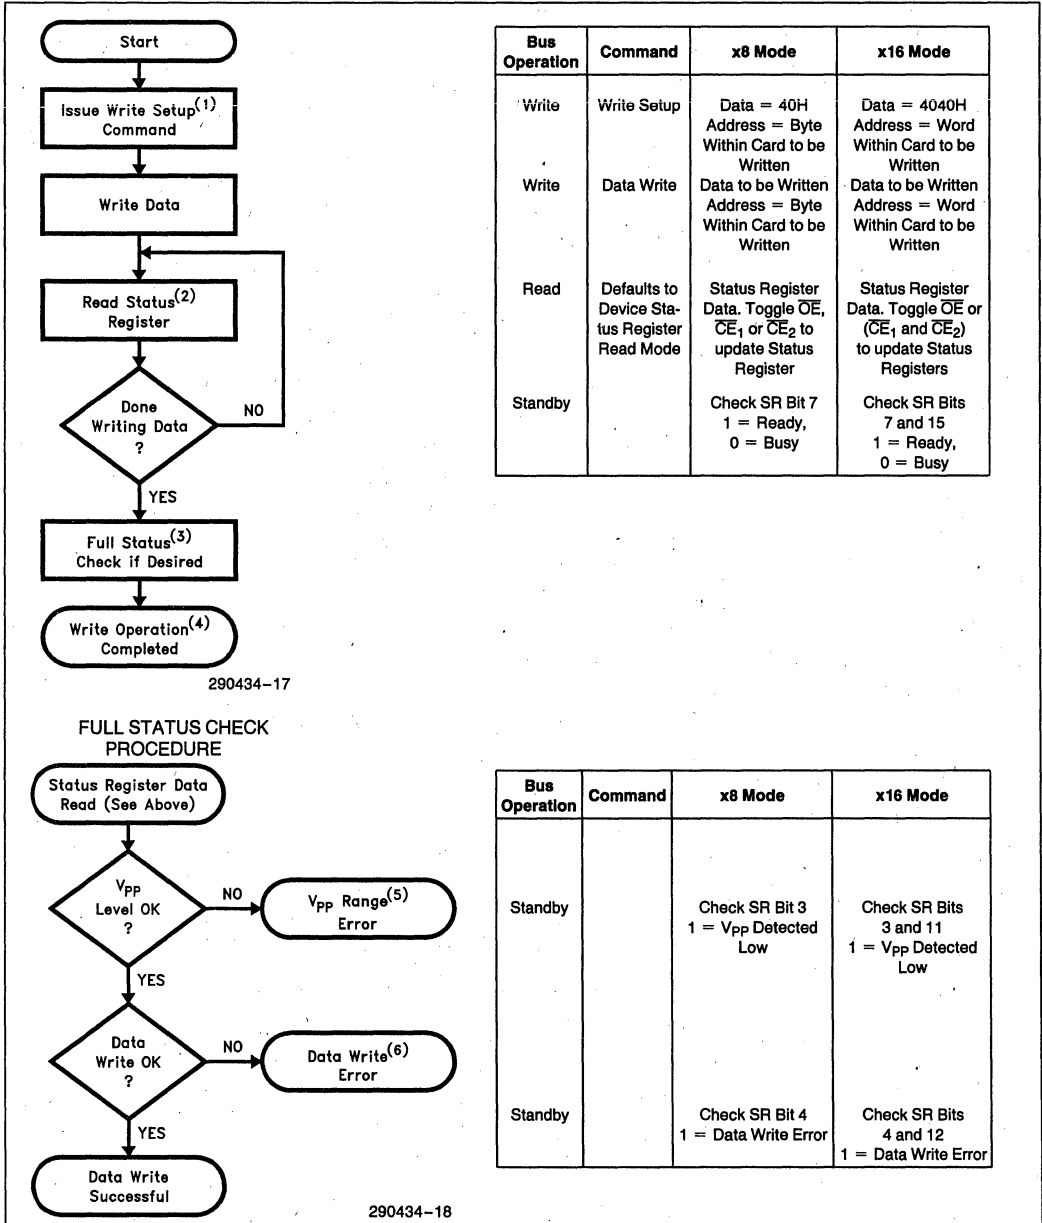 Start
Issue Write Setup(1)
Command
Write Data
Read Status(2)
Register
Done
Writing Data
?
NO
YES
Full Status(3)
Check if Desired
Write Operation(4)
Completed
290434-17
Bus Operation Command x8 Mode x16 Mode
Write Write Setup Data = 40H Data = 4040H
Address = Byte Address = Word
Within Card to be Within Card to be
Written Written
Write Data Write Data to be Written Data to be Written
Address = Byte Address = Word
Within Card to be Within Card to be
Written Written
Read Defaults to Status Register Status Register
Device Sta- Data. Toggle O̅E̅, Data. Toggle O̅E̅ or
tus Register C̅E̅1 or C̅E̅2 to (C̅E̅1 and C̅E̅2)
Read Mode update Status to update Status
Register Registers
Standby Check SR Bit 7 Check SR Bits
1 = Ready, 7 and 15
0 = Busy 1 = Ready,
0 = Busy
FULL STATUS CHECK
PROCEDURE
Status Register Data
Read (See Above)
VPP
Level OK
?
NO
VPP Range(5)
Error
YES
Data
Write OK
?
NO
Data Write(6)
Error
YES
Data Write
Successful
290434-18
Bus Operation Command x8 Mode x16 Mode
Standby Check SR Bit 3 Check SR Bits
1 = VPP Detected 3 and 11
Low 1 = VPP Detected
Low
Standby Check SR Bit 4 Check SR Bits
1 = Data Write Error 4 and 12
1 = Data Write Error